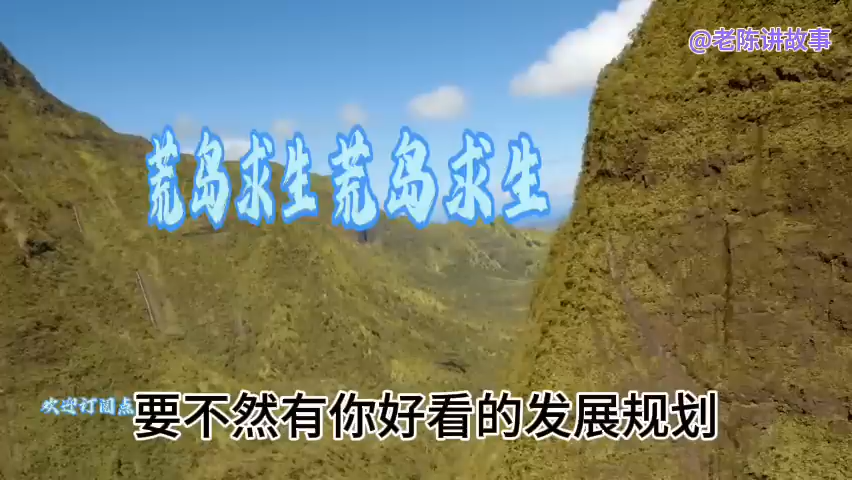 @老陈讲故事
荒岛求生荒岛求生
欢迎订阅点
要不然有你好看的发展规划